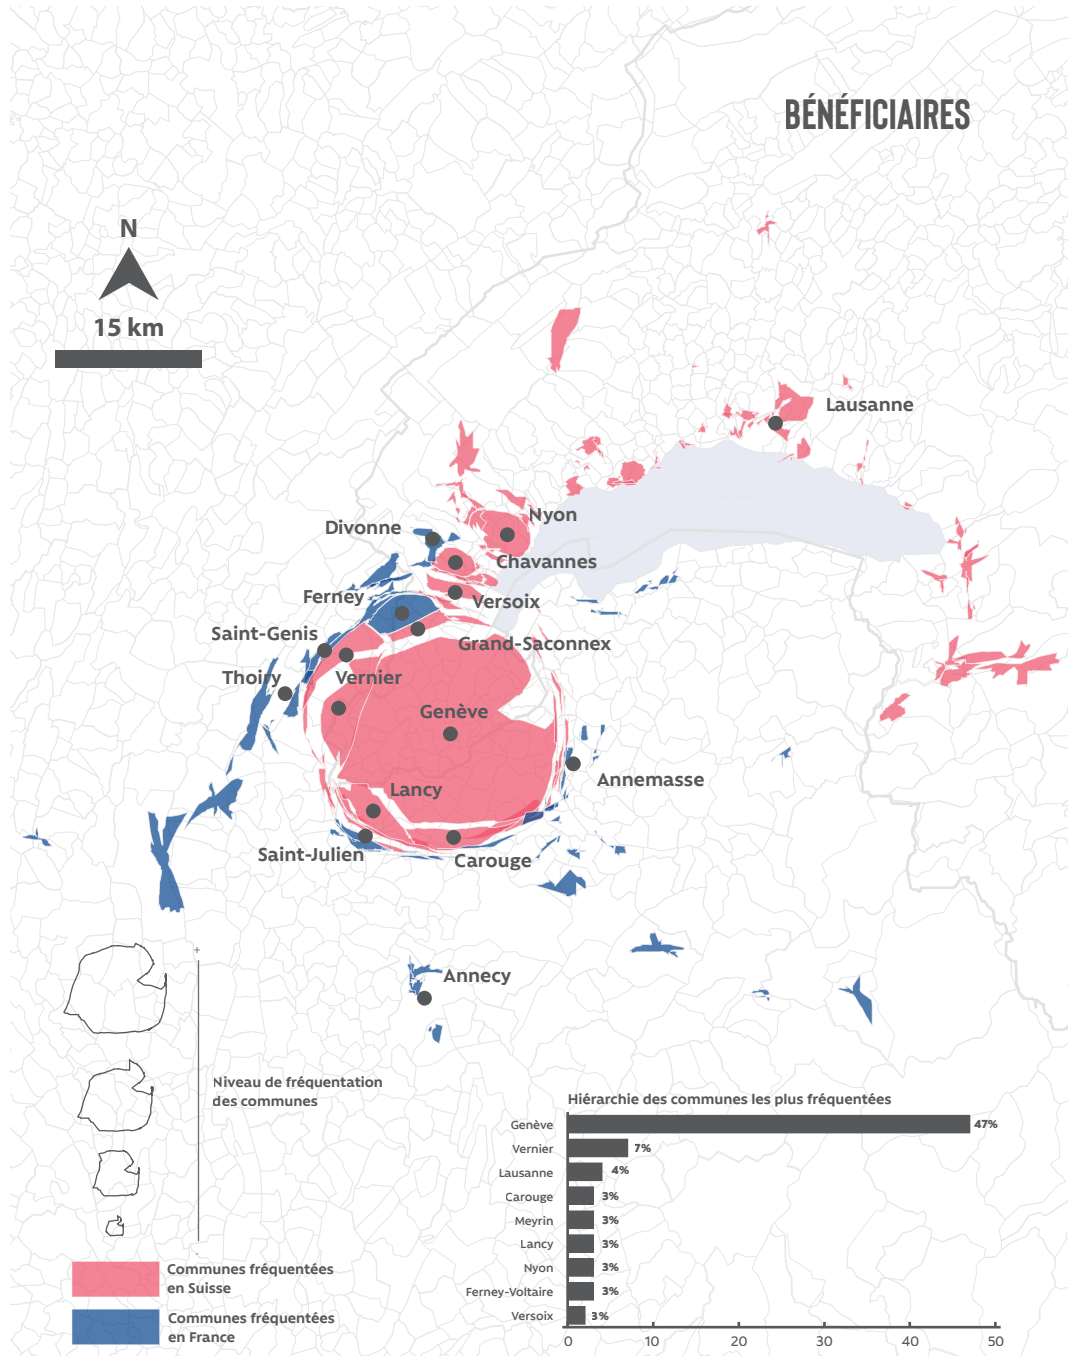 BÉNÉFICIAIRES
N
15 km
Lausanne
Nyon
Divonne
Chavannes
Ferney
Versoix
Saint-Genis
Grand-Saconnex
Thoiry
Vernier
Genève
Annemasse
Lancy
Saint-Julien
Carouge
Annecy
+
Niveau de fréquentation
des communes
-
Communes fréquentées
en Suisse
Communes fréquentées
en France
Hiérarchie des communes les plus fréquentées
Genève 47%
Vernier 7%
Lausanne 4%
Carouge 3%
Meyrin 3%
Lancy 3%
Nyon 3%
Ferney-Voltaire 3%
Versoix 3%
0 10 20 30 40 50